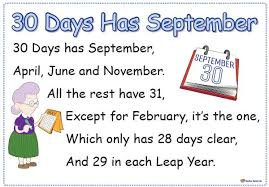 30 Days Has September
30 Days has September,
April, June and November.
SEPTEMBER
30
All the rest have 31,
Except for February, it's the one,
Which only has 28 days clear,
And 29 in each Leap Year.